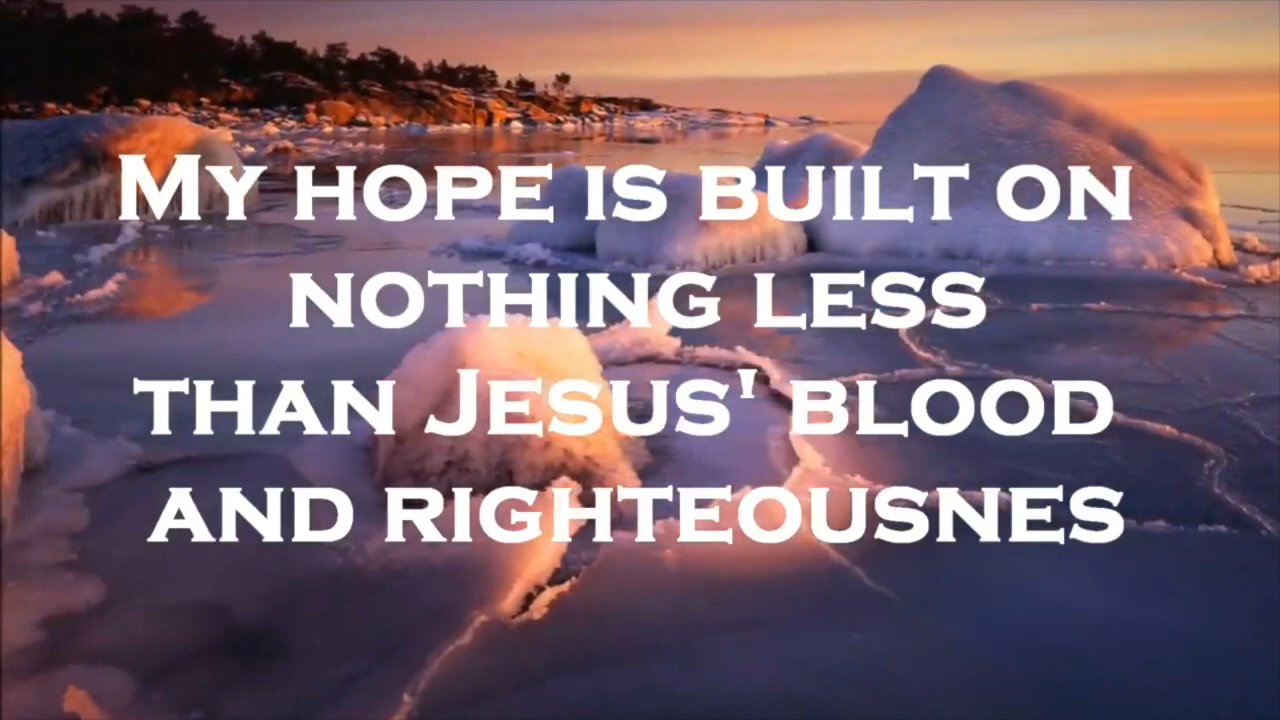 My hope is built on
nothing less
than Jesus' blood
and righteousnes